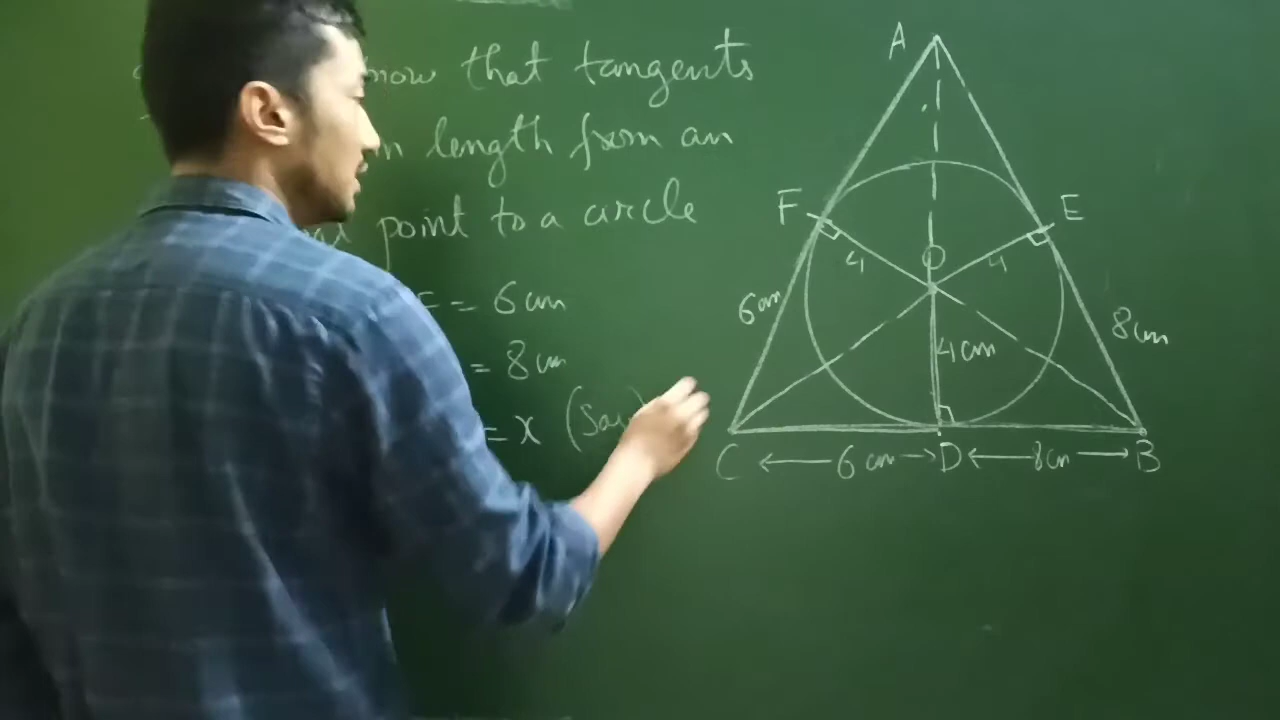 that tangents
length from an
point to a circle
= 6 cm
= 8 cm
= x (Say)
A
F
E
O
4
4
6cm
8cm
4cm
C 6 cm D 8cm B